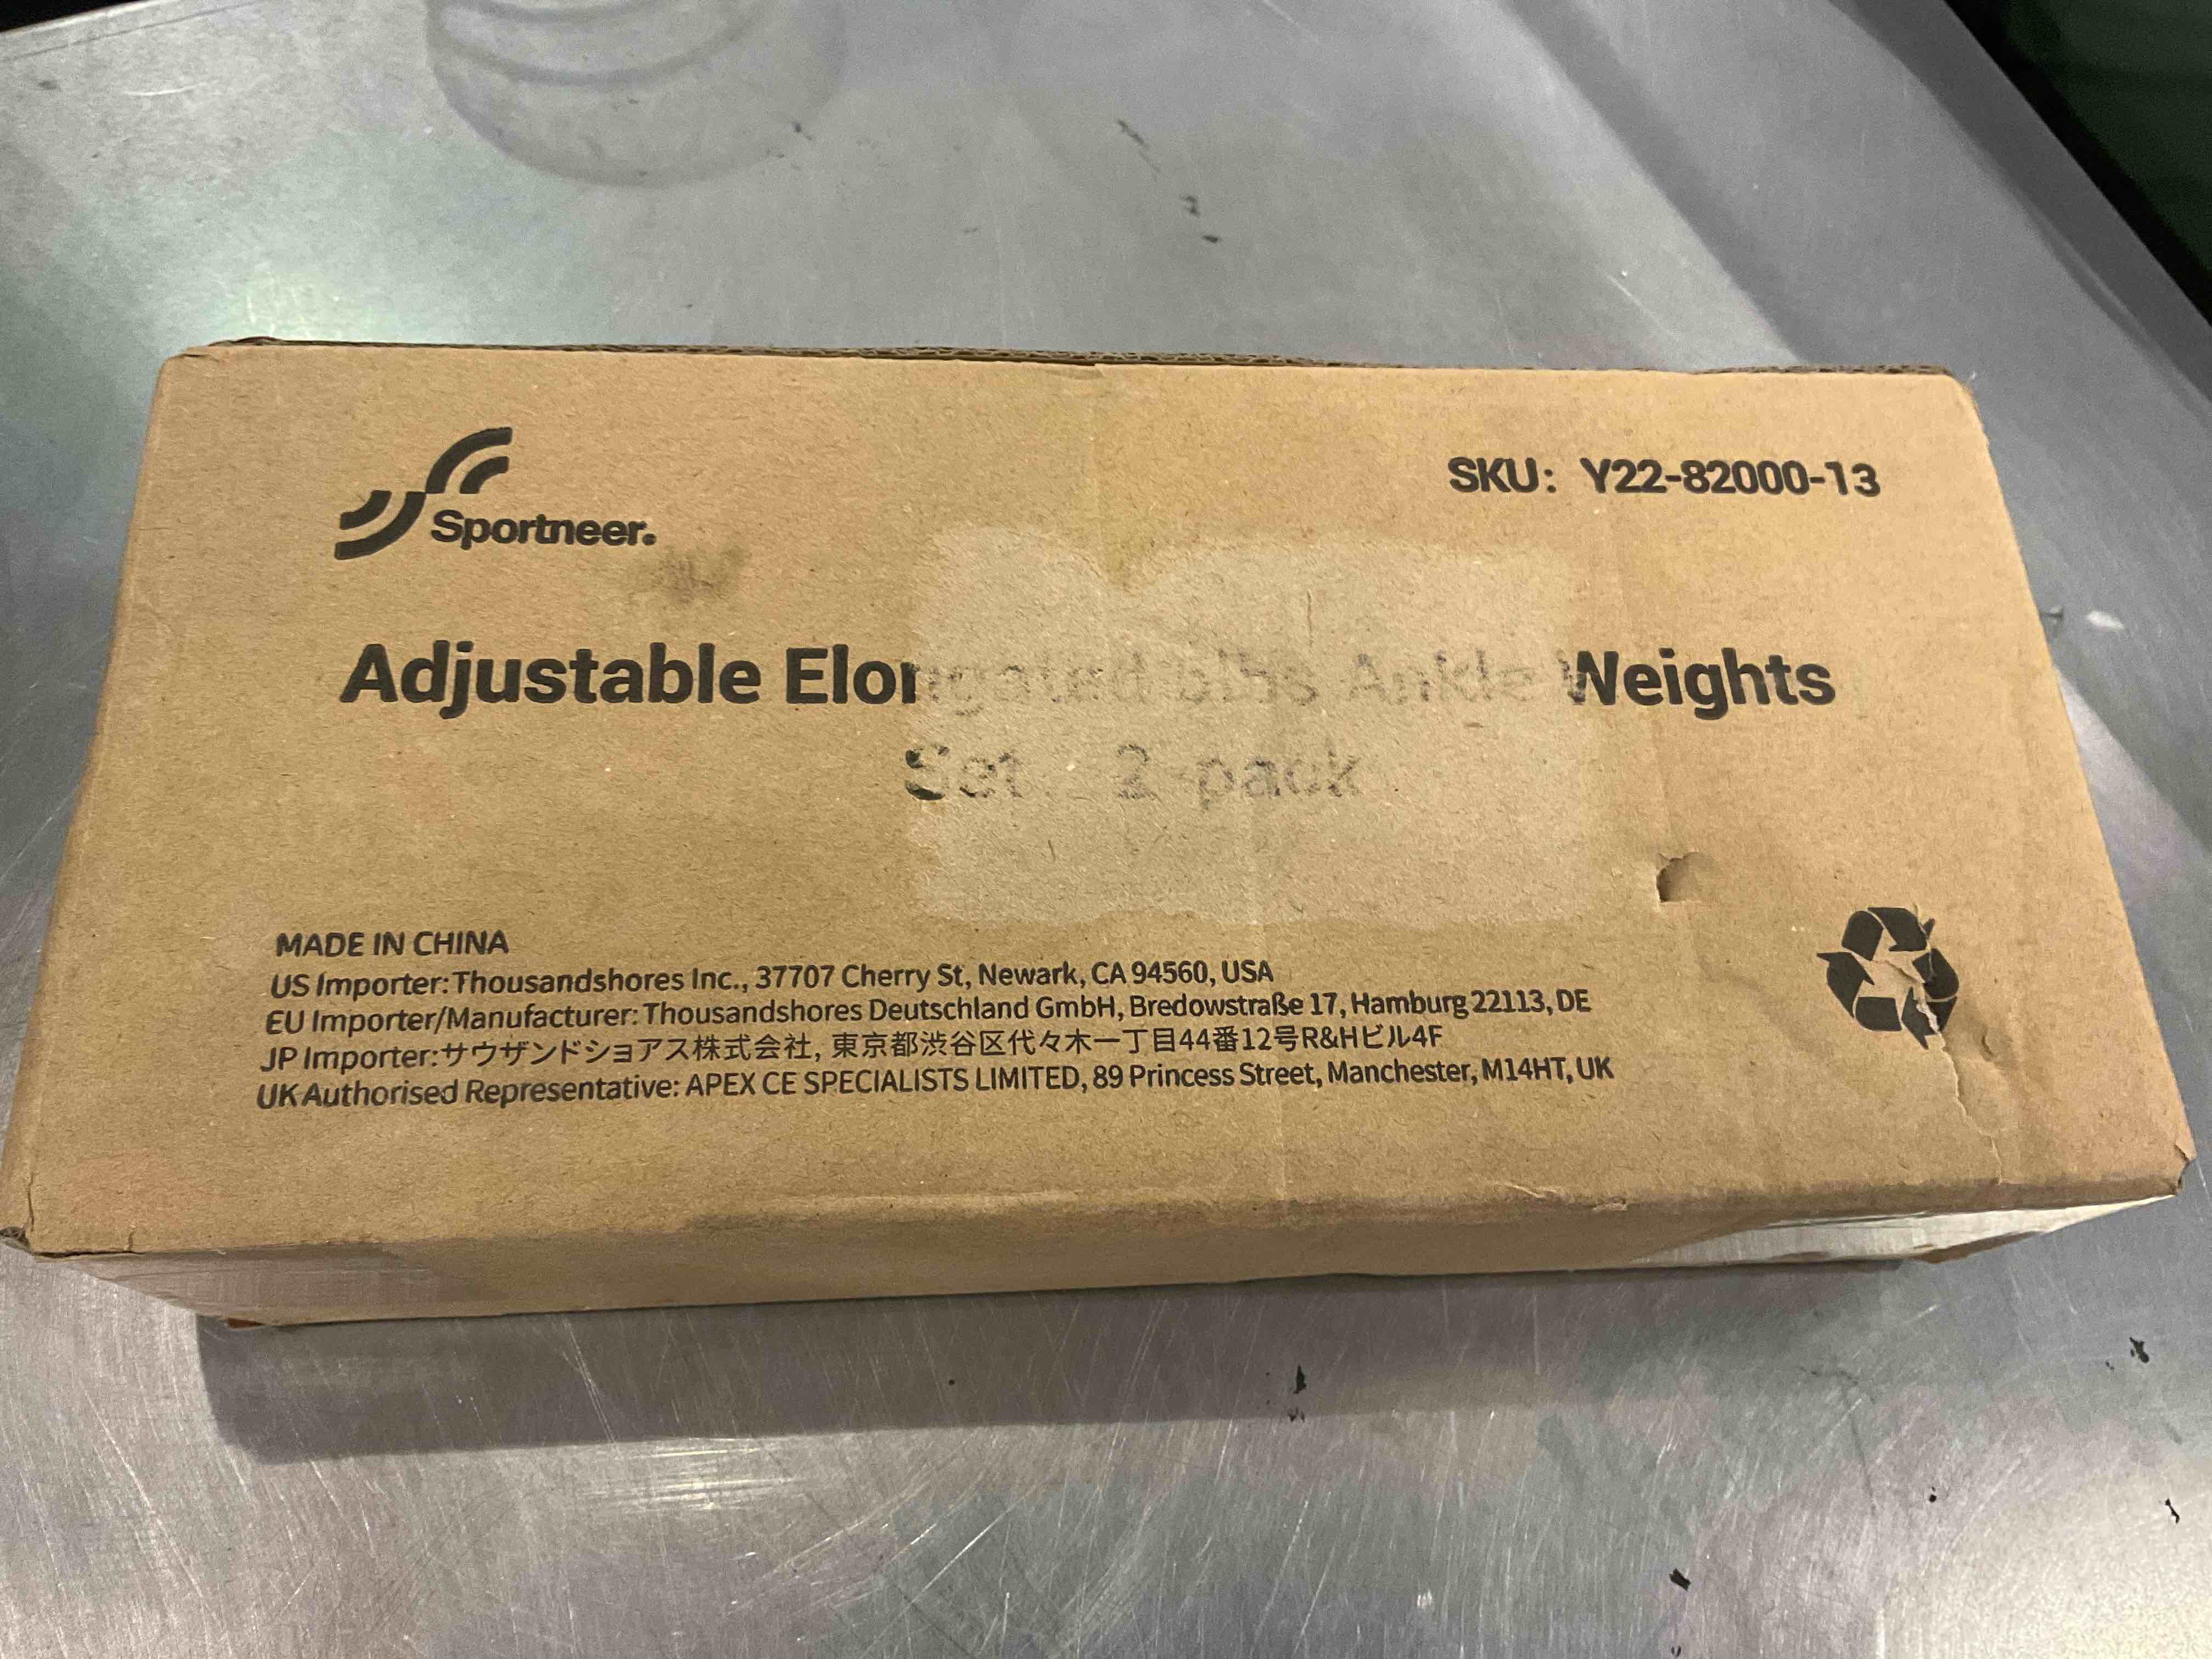 Sportneer.
SKU: Y22-82000-13
Adjustable Elongated Ankle Weights
Set 2-pack
MADE IN CHINA
US Importer: Thousandshores Inc., 37707 Cherry St, Newark, CA 94560, USA
EU Importer/Manufacturer: Thousandshores Deutschland GmbH, Bredowstraße 17, Hamburg 22113, DE
JP Importer:サウザンドショアス株式会社, 東京都渋谷区代々木一丁目44番12号R&Hビル4F
UK Authorised Representative: APEX CE SPECIALISTS LIMITED, 89 Princess Street, Manchester, M14HT, UK